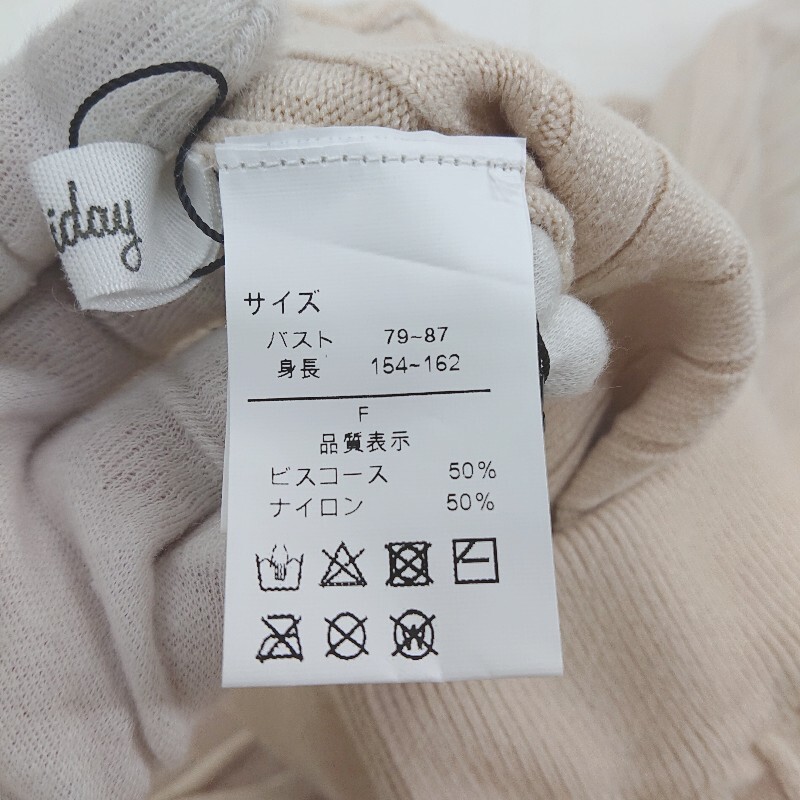 iday
サイズ
バスト 79~87
身長 154~162
F
品質表示
ビスコース 50%
ナイロン 50%
W